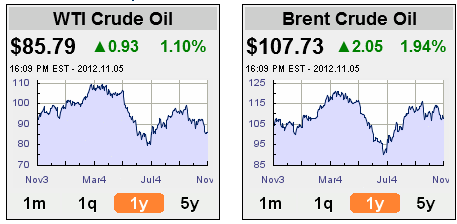 WTI Crude Oil
$85.79 ▲0.93 1.10%
16:09 PM EST - 2012.11.05
110
100
90
80
70
Nov3 Mar4 Jul4 Nov
1m 1q 1y 5y
Brent Crude Oil
$107.73 ▲2.05 1.94%
16:09 PM EST - 2012.11.05
125
115
105
95
85
Nov3 Mar4 Jul4 Nov
1m 1q 1y 5y